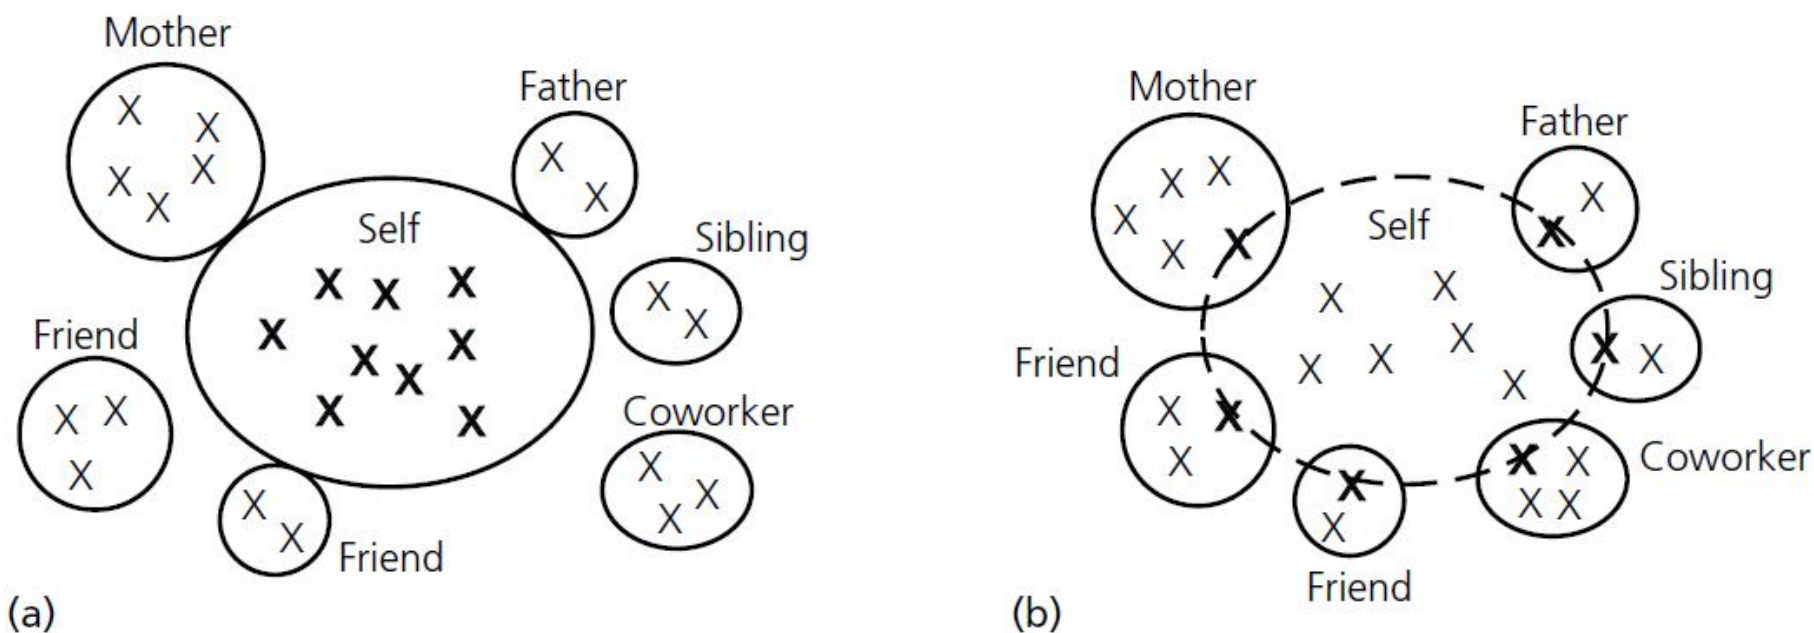 Mother
Father
Self
Sibling
Friend
Coworker
Friend
(a)
Mother
Father
Self
Sibling
Friend
Coworker
Friend
(b)